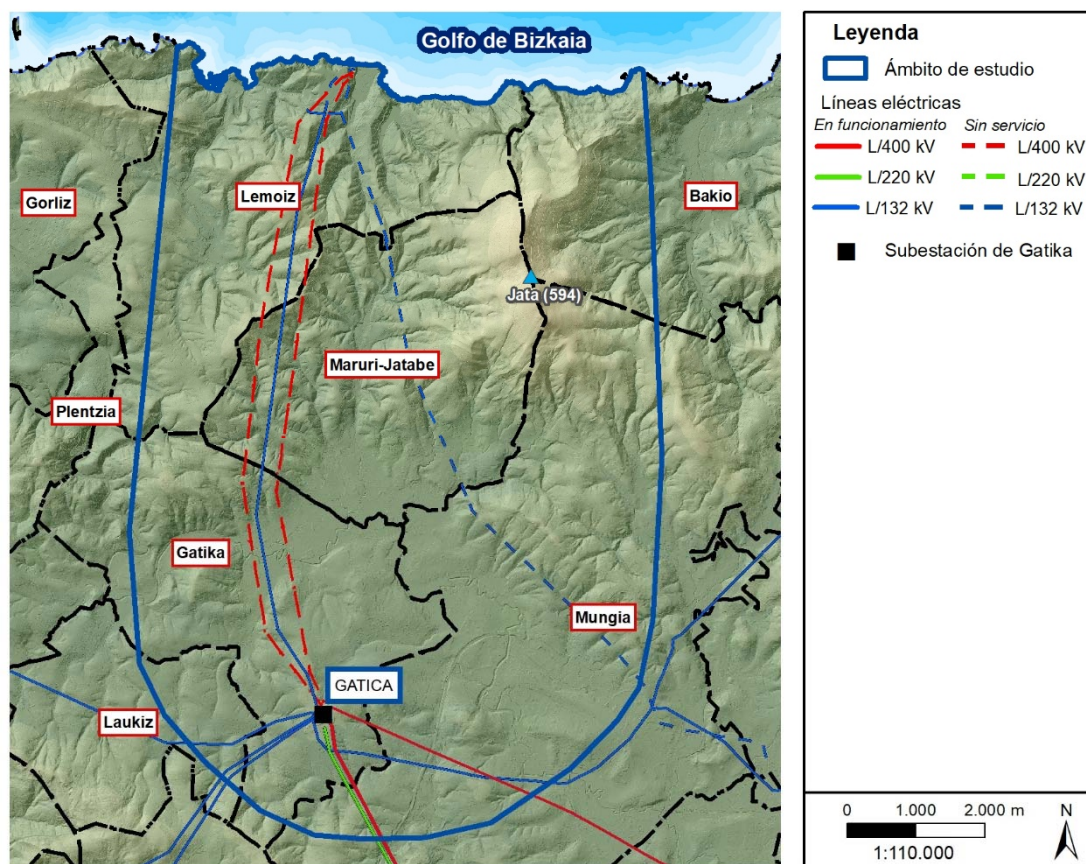 Golfo de Bizkaia
Gorliz
Lemoiz
Bakio
Jata (594)
Maruri-Jatabe
Plentzia
Gatika
Mungia
GATICA
Laukiz
Leyenda
Ámbito de estudio
Líneas eléctricas
En funcionamiento Sin servicio
L/400 kV L/400 kV
L/220 kV L/220 kV
L/132 kV L/132 kV
Subestación de Gatika
0 1.000 2.000 m N
1:110.000